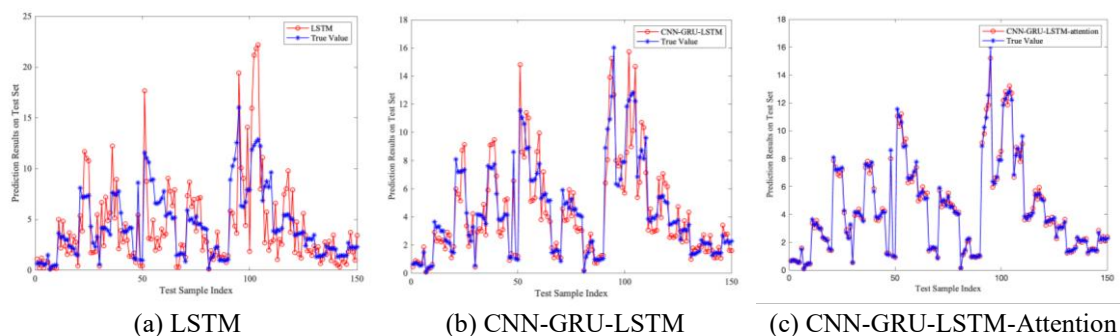 25
20
15
10
5
0
0
50
100
150
Prediction Results on Test Set
Test Sample Index
LSTM
True Value
(a) LSTM
18
16
14
12
10
8
6
4
2
0
0
50
100
150
Prediction Results on Test Set
Test Sample Index
CNN-GRU-LSTM
True Value
(b) CNN-GRU-LSTM
16
14
12
10
8
6
4
2
0
0
50
100
150
Prediction Results on Test Set
Test Sample Index
CNN-GRU-LSTM-attention
True Value
(c) CNN-GRU-LSTM-Attention